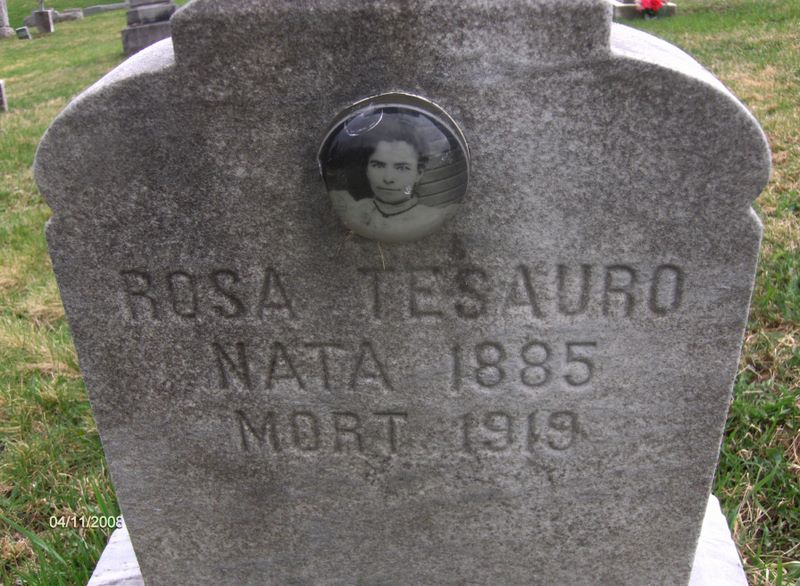 ROSA TESAURO
NATA 1885
MORT 1919
04/11/2008